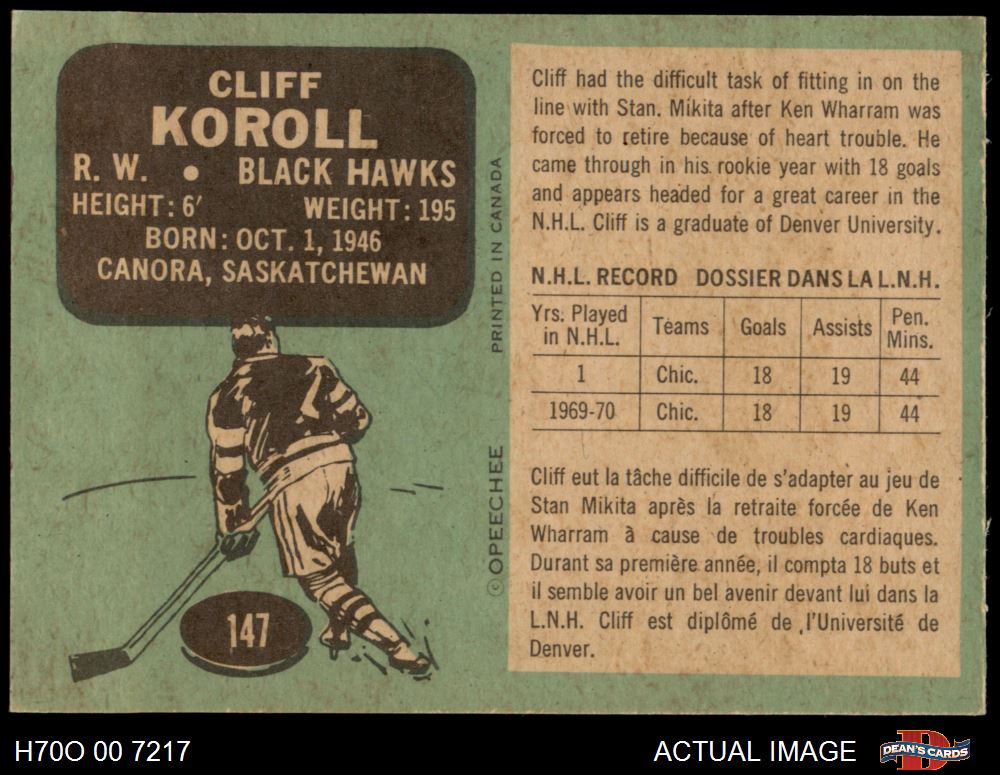 CLIFF
KOROLL
R. W. • BLACK HAWKS
HEIGHT: 6' WEIGHT: 195
BORN: OCT. 1, 1946
CANORA, SASKATCHEWAN
147
PRINTED IN CANADA
© OPEECHEE
Cliff had the difficult task of fitting in on the
line with Stan. Mikita after Ken Wharram was
forced to retire because of heart trouble. He
came through in his rookie year with 18 goals
and appears headed for a great career in the
N.H.L. Cliff is a graduate of Denver University.
N.H.L. RECORD DOSSIER DANS LA L.N.H.
Yrs. Played in N.H.L. Teams Goals Assists Pen. Mins.
1 Chic. 18 19 44
1969-70 Chic. 18 19 44
Cliff eut la tâche difficile de s'adapter au jeu de
Stan Mikita après la retraite forcée de Ken
Wharram à cause de troubles cardiaques.
Durant sa première année, il compta 18 buts et
il semble avoir un bel avenir devant lui dans la
L.N.H. Cliff est diplômé de l'Université de
Denver.
H70O 00 7217
ACTUAL IMAGE
DEAN'S CARDS